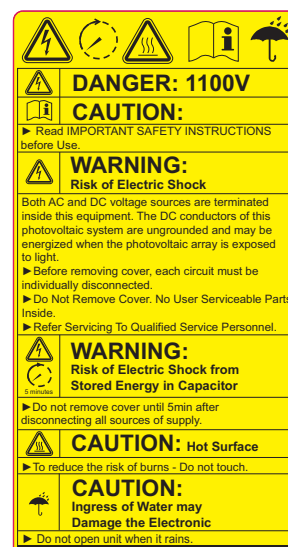 DANGER: 1100V
CAUTION:
► Read IMPORTANT SAFETY INSTRUCTIONS
before Use.
WARNING:
Risk of Electric Shock
Both AC and DC voltage sources are terminated
inside this equipment. The DC conductors of this
photovoltaic system are ungrounded and may be
energized when the photovoltaic array is exposed
to light.
►Before removing cover, each circuit must be
individually disconnected.
►Do Not Remove Cover. No User Serviceable Parts
Inside.
►Refer Servicing To Qualified Service Personnel.
WARNING:
Risk of Electric Shock from
Stored Energy in Capacitor
5 minutes
►Do not remove cover until 5min after
disconnecting all sources of supply.
CAUTION: Hot Surface
►To reduce the risk of burns - Do not touch.
CAUTION:
Ingress of Water may
Damage the Electronic
► Do not open unit when it rains.